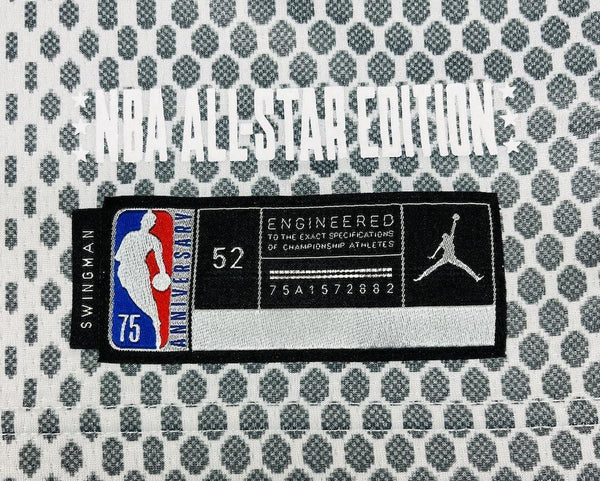 NBA ALL-STAR EDITION
SWINGMAN
75
ANNIVERSARY
52
ENGINEERED
TO THE EXACT SPECIFICATIONS
OF CHAMPIONSHIP ATHLETES
75A1572882